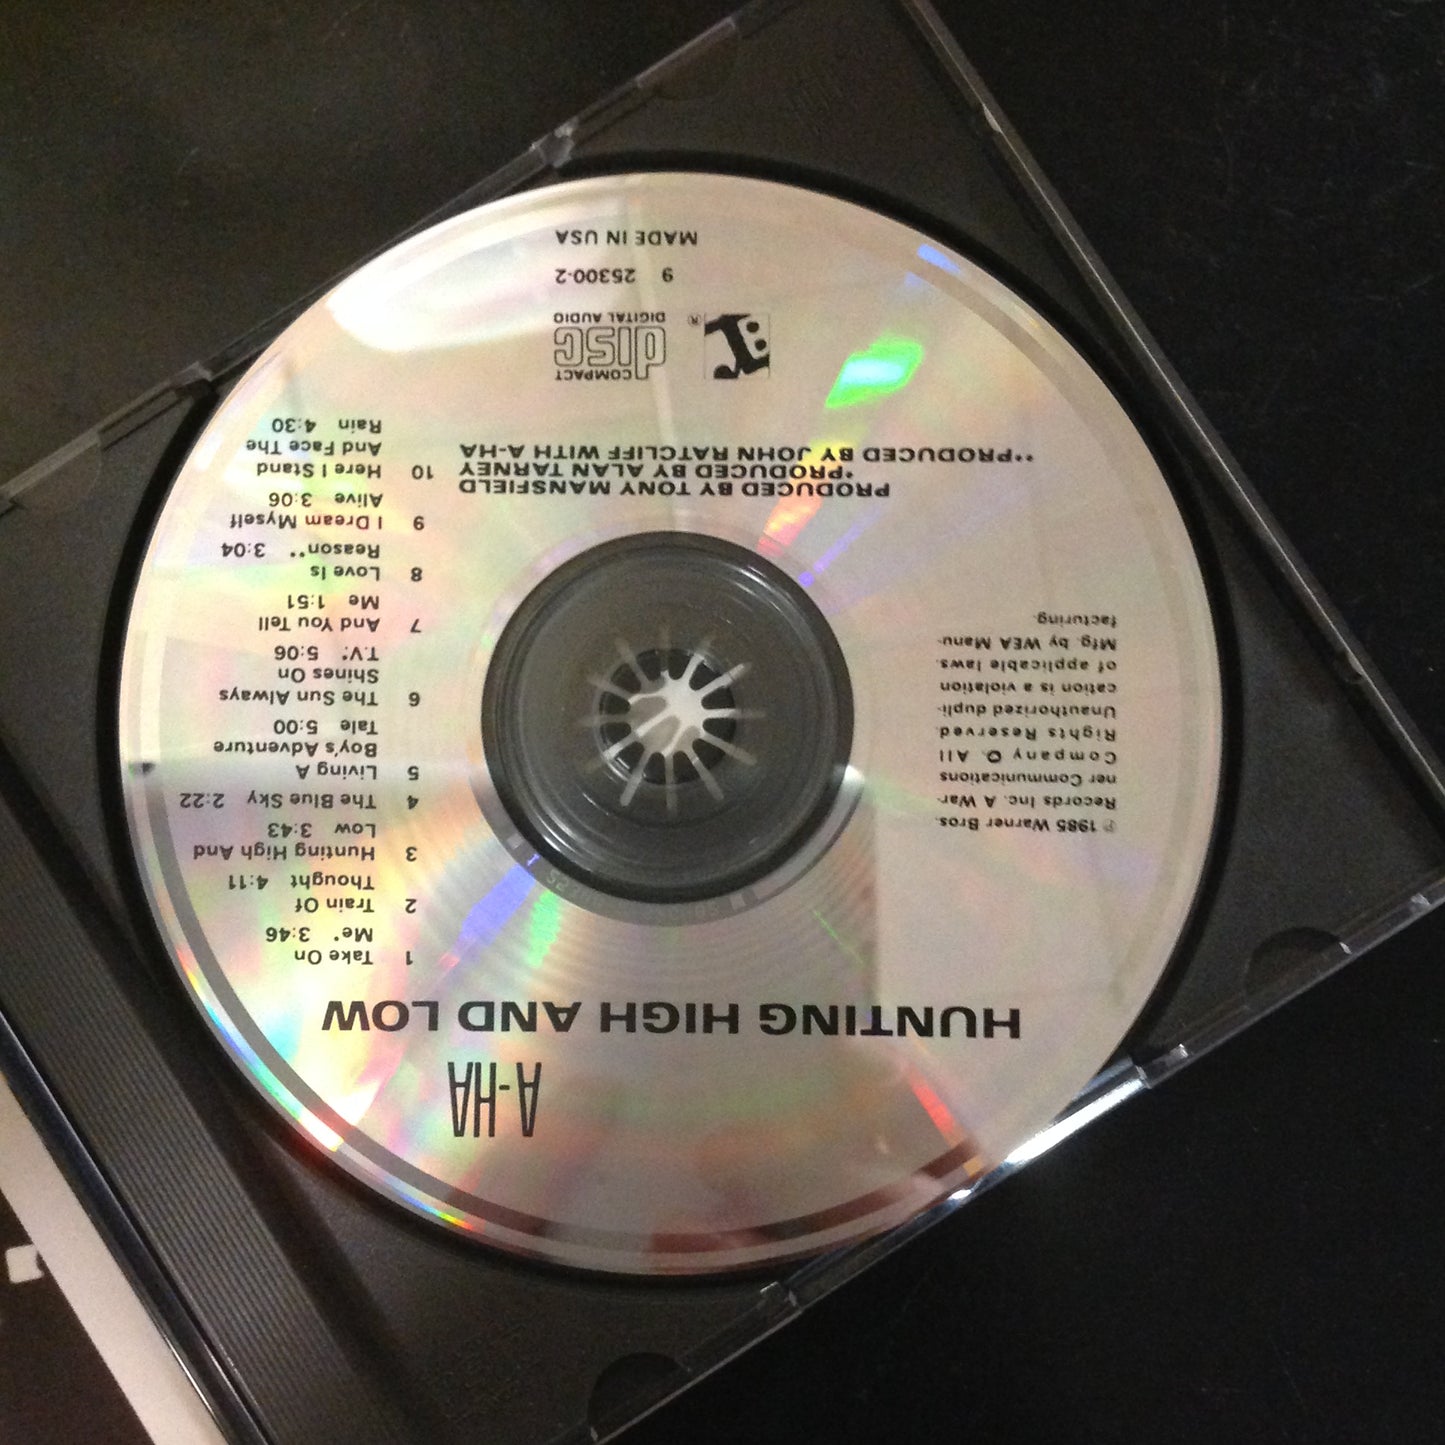 A-HA
HUNTING HIGH AND LOW
1 Take On
Me* 3:46
2 Train Of
Thought 4:11
3 Hunting High And
Low 3:43
4 The Blue Sky 2:22
5 Living A
Boy's Adventure
Tale 5:00
6 The Sun Always
Shines On
T.V.* 5:06
7 And You Tell
Me 1:51
8 Love Is
Reason** 3:04
9 I Dream Myself
Alive 3:06
10 Here I Stand
And Face The
Rain 4:30
℗ 1985 Warner Bros.
Records Inc. A War-
ner Communications
Company O. All
Rights Reserved.
Unauthorized dupli-
cation is a violation
of applicable laws.
Mfg. by WEA Manu-
facturing.
PRODUCED BY TONY MANSFIELD
*PRODUCED BY ALAN TARNEY
**PRODUCED BY JOHN RATCLIFF WITH A-HA
®
COMPACT
disc
DIGITAL AUDIO
9 25300-2
MADE IN USA